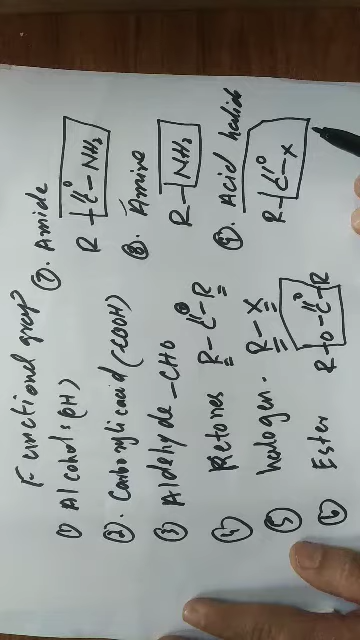 Functional group
① Alcohols (OH)
②. Carboxylic acid (COOH)
③ Aldehyde -CHO
④ Ketones R-C-R
O
⑤ halogen. R-X
⑥ Ester R-O-C-R
O
⑦. Amide
R-C-NH₂
O
⑧. Amine
R-NH₂
⑨. Acid halide
R-C-X
O